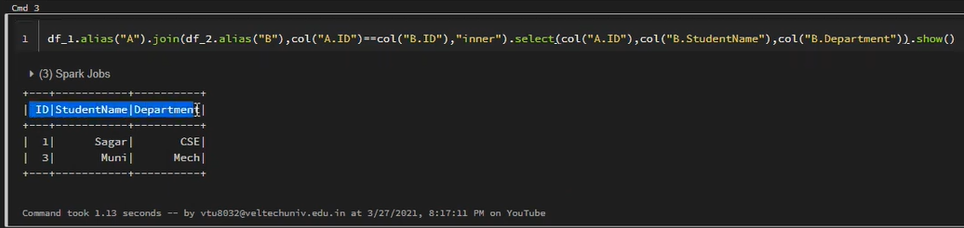 Cmd 3
1 df_1.alias("A").join(df_2.alias("B"),col("A.ID")==col("B.ID"),"inner").select(col("A.ID"),col("B.StudentName"),col("B.Department")).show()
(3) Spark Jobs
+---+-----------+----------+
| ID|StudentName|Department|
+---+-----------+----------+
|  1|      Sagar|       CSE|
|  3|       Muni|      Mech|
+---+-----------+----------+
Command took 1.13 seconds -- by vtu8032@veltechuniv.edu.in at 3/27/2021, 8:17:11 PM on YouTube